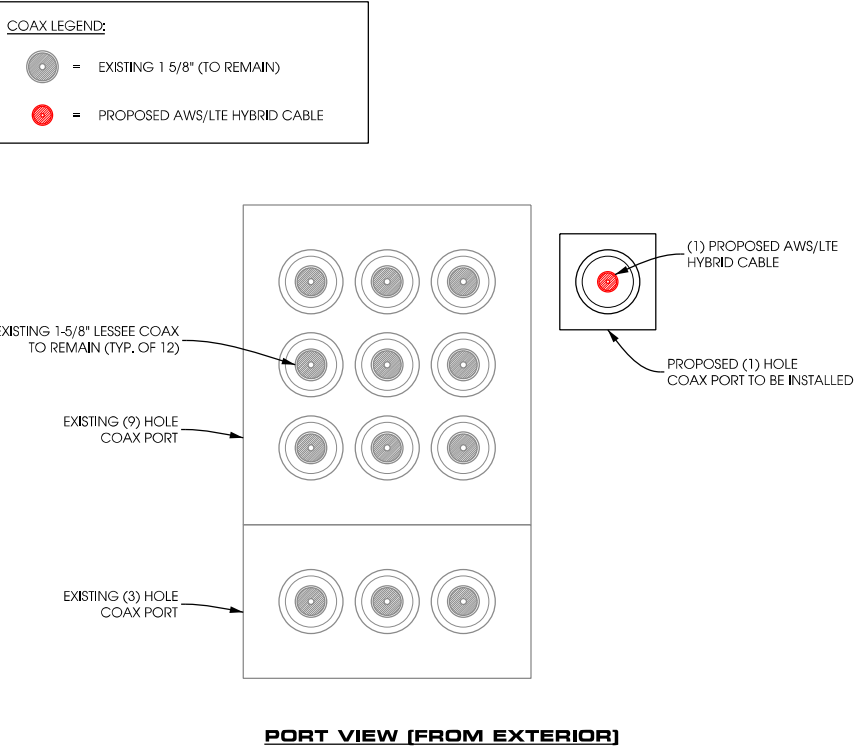 COAX LEGEND:
= EXISTING 1 5/8" (TO REMAIN)
= PROPOSED AWS/LTE HYBRID CABLE
(1) PROPOSED AWS/LTE
HYBRID CABLE
EXISTING 1-5/8" LESSEE COAX
TO REMAIN (TYP. OF 12)
PROPOSED (1) HOLE
COAX PORT TO BE INSTALLED
EXISTING (9) HOLE
COAX PORT
EXISTING (3) HOLE
COAX PORT
PORT VIEW (FROM EXTERIOR)